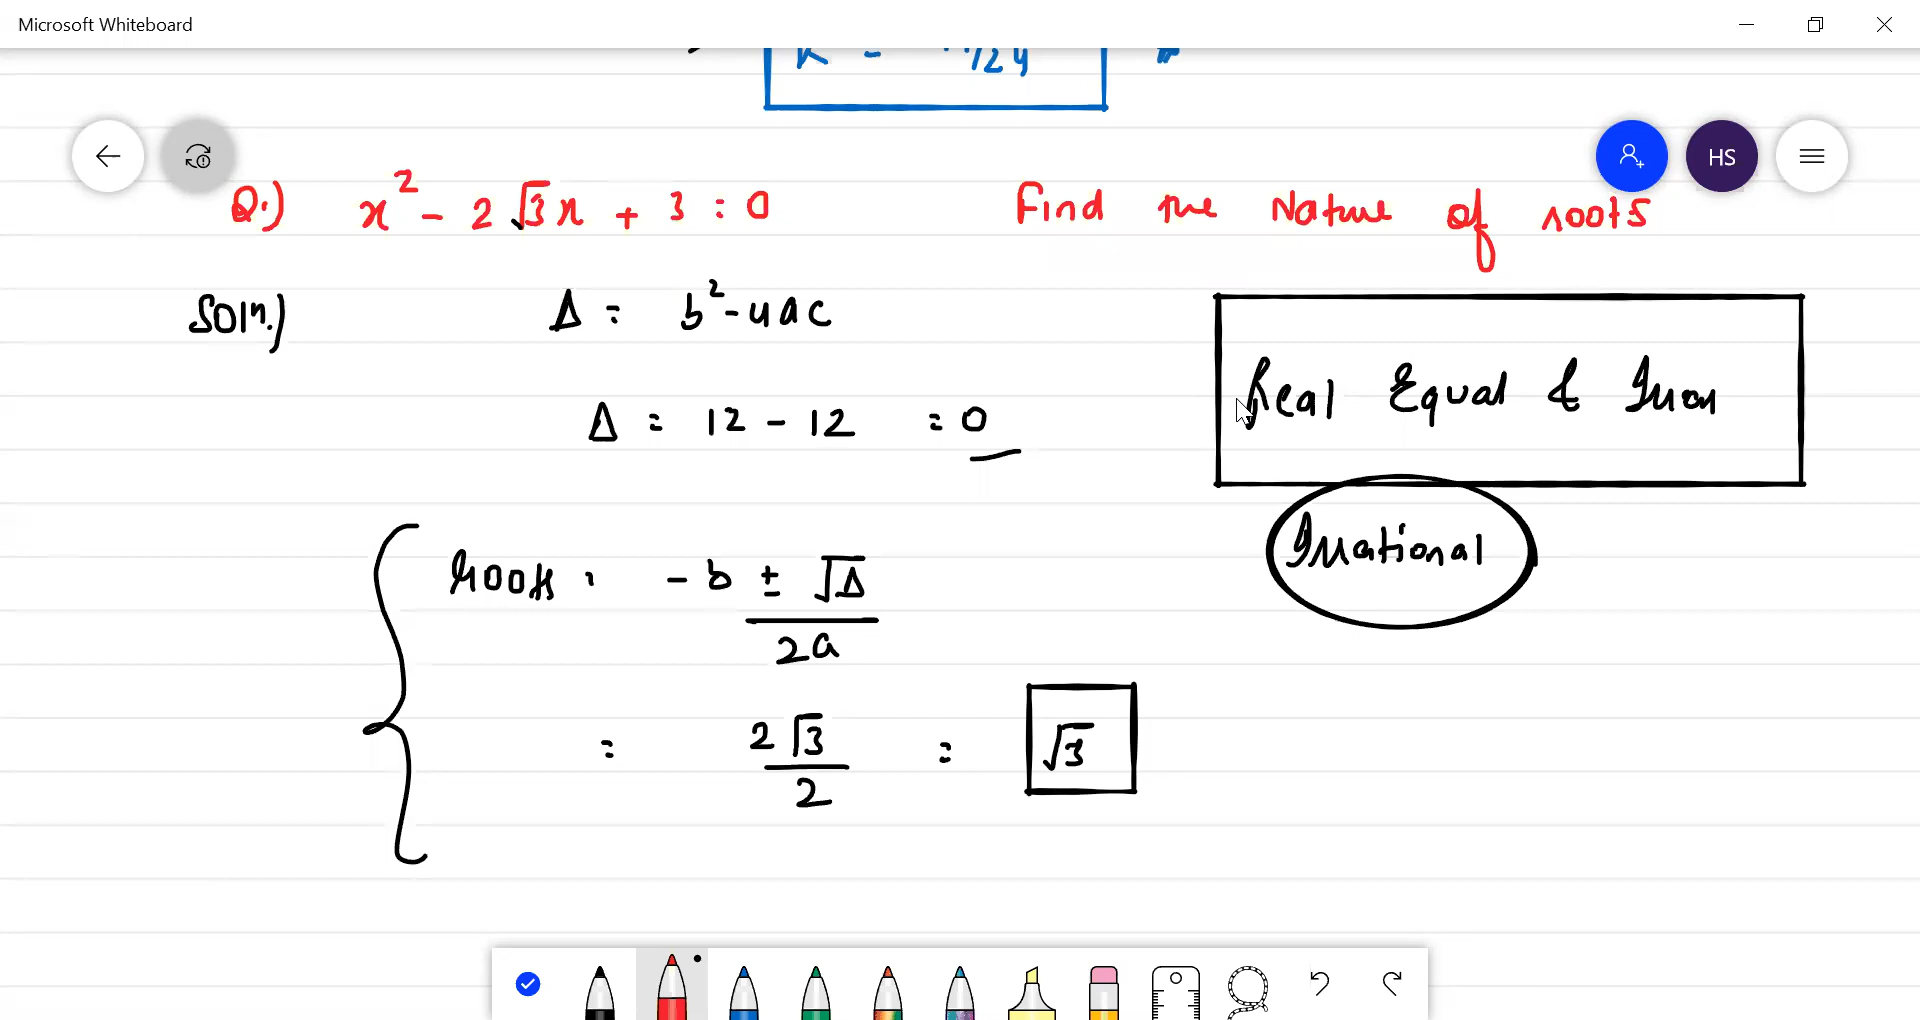 Microsoft Whiteboard
HS
Q.) x² - 2√3x + 3 = 0 Find the Nature of roots
Soln.) Δ = b² - 4ac
Real Equal &
Δ = 12 - 12 = 0
Irrational
Roots : -b ± √Δ
2a
= 2√3 = √3
2